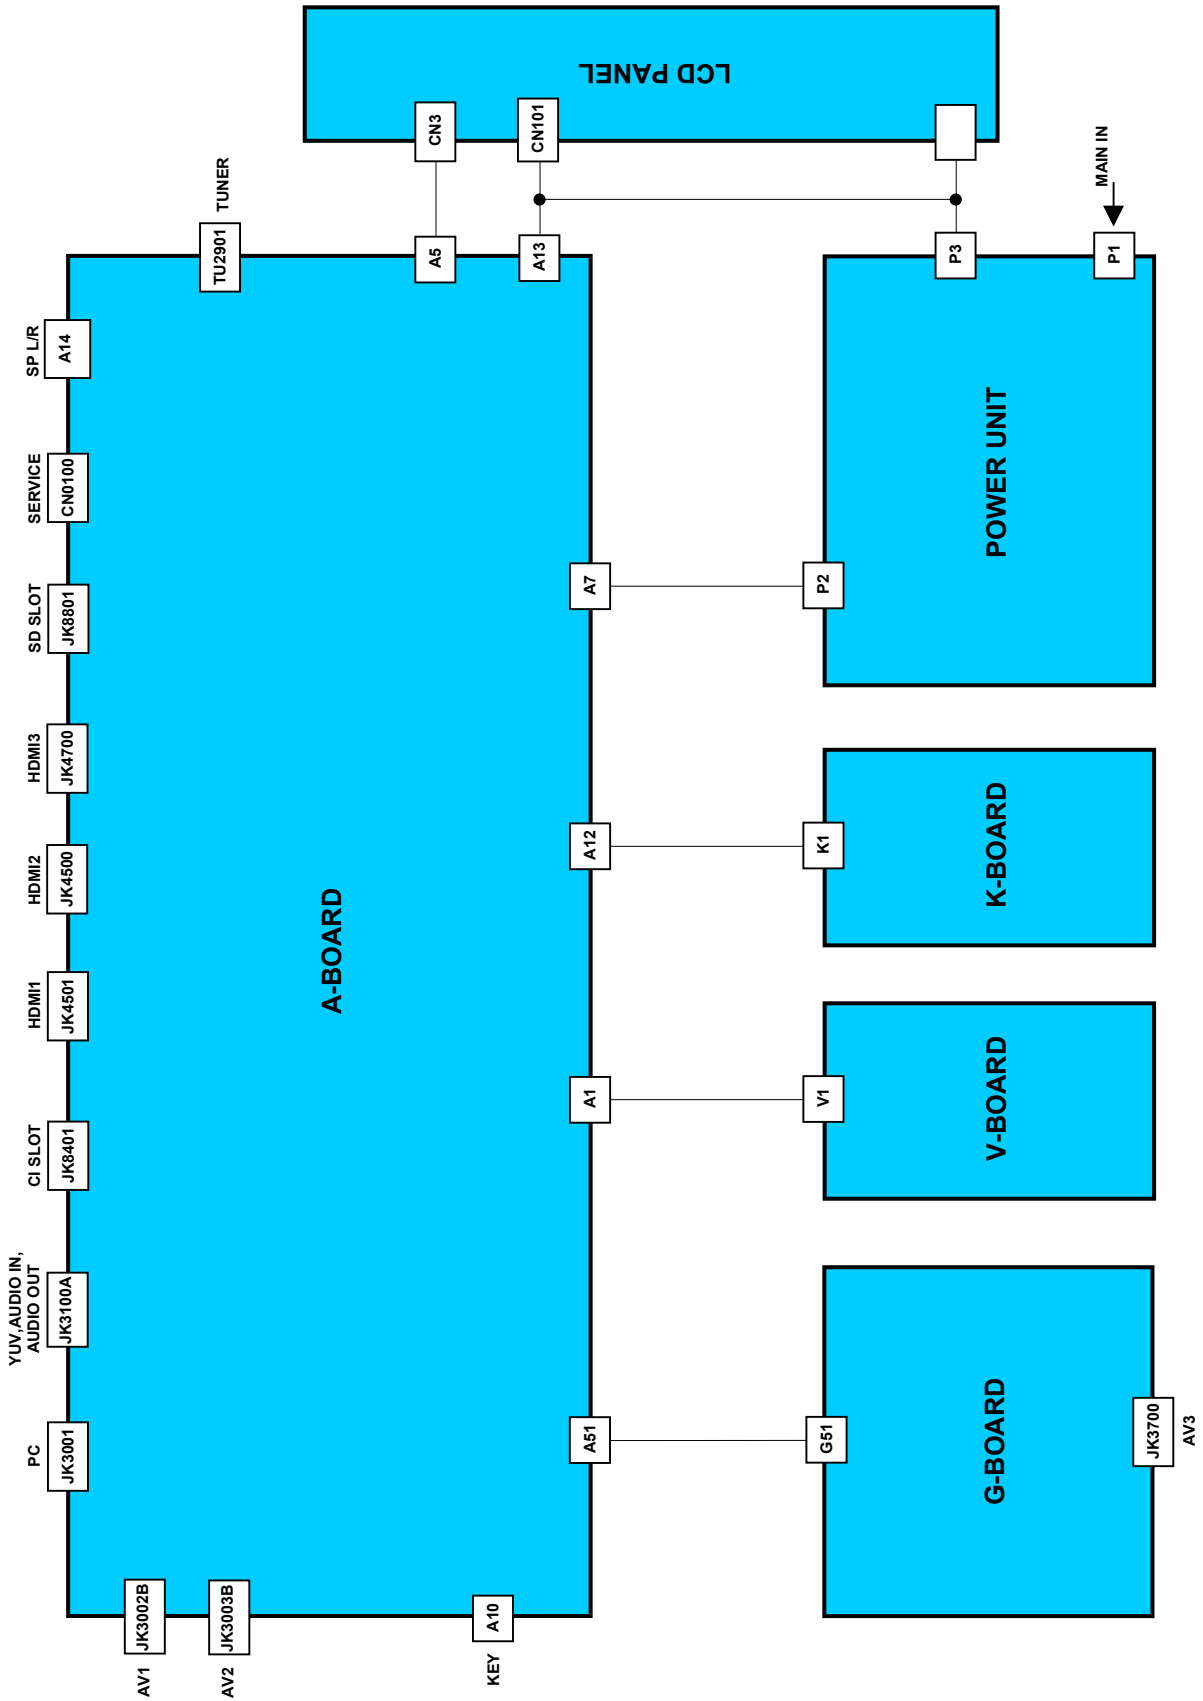 LCD PANEL
CN3
CN101
MAIN IN
TUNER
TU2901
A5
A13
P3
P1
SP L/R
A14
SERVICE
CN0100
SD SLOT
JK8801
HDMI3
JK4700
HDMI2
JK4500
HDMI1
JK4501
CI SLOT
JK8401
YUV,AUDIO IN,
AUDIO OUT
JK3100A
PC
JK3001
A-BOARD
A7
P2
POWER UNIT
A12
K1
K-BOARD
A1
V1
V-BOARD
A51
G51
G-BOARD
JK3700
AV3
JK3002B
AV1
JK3003B
AV2
A10
KEY